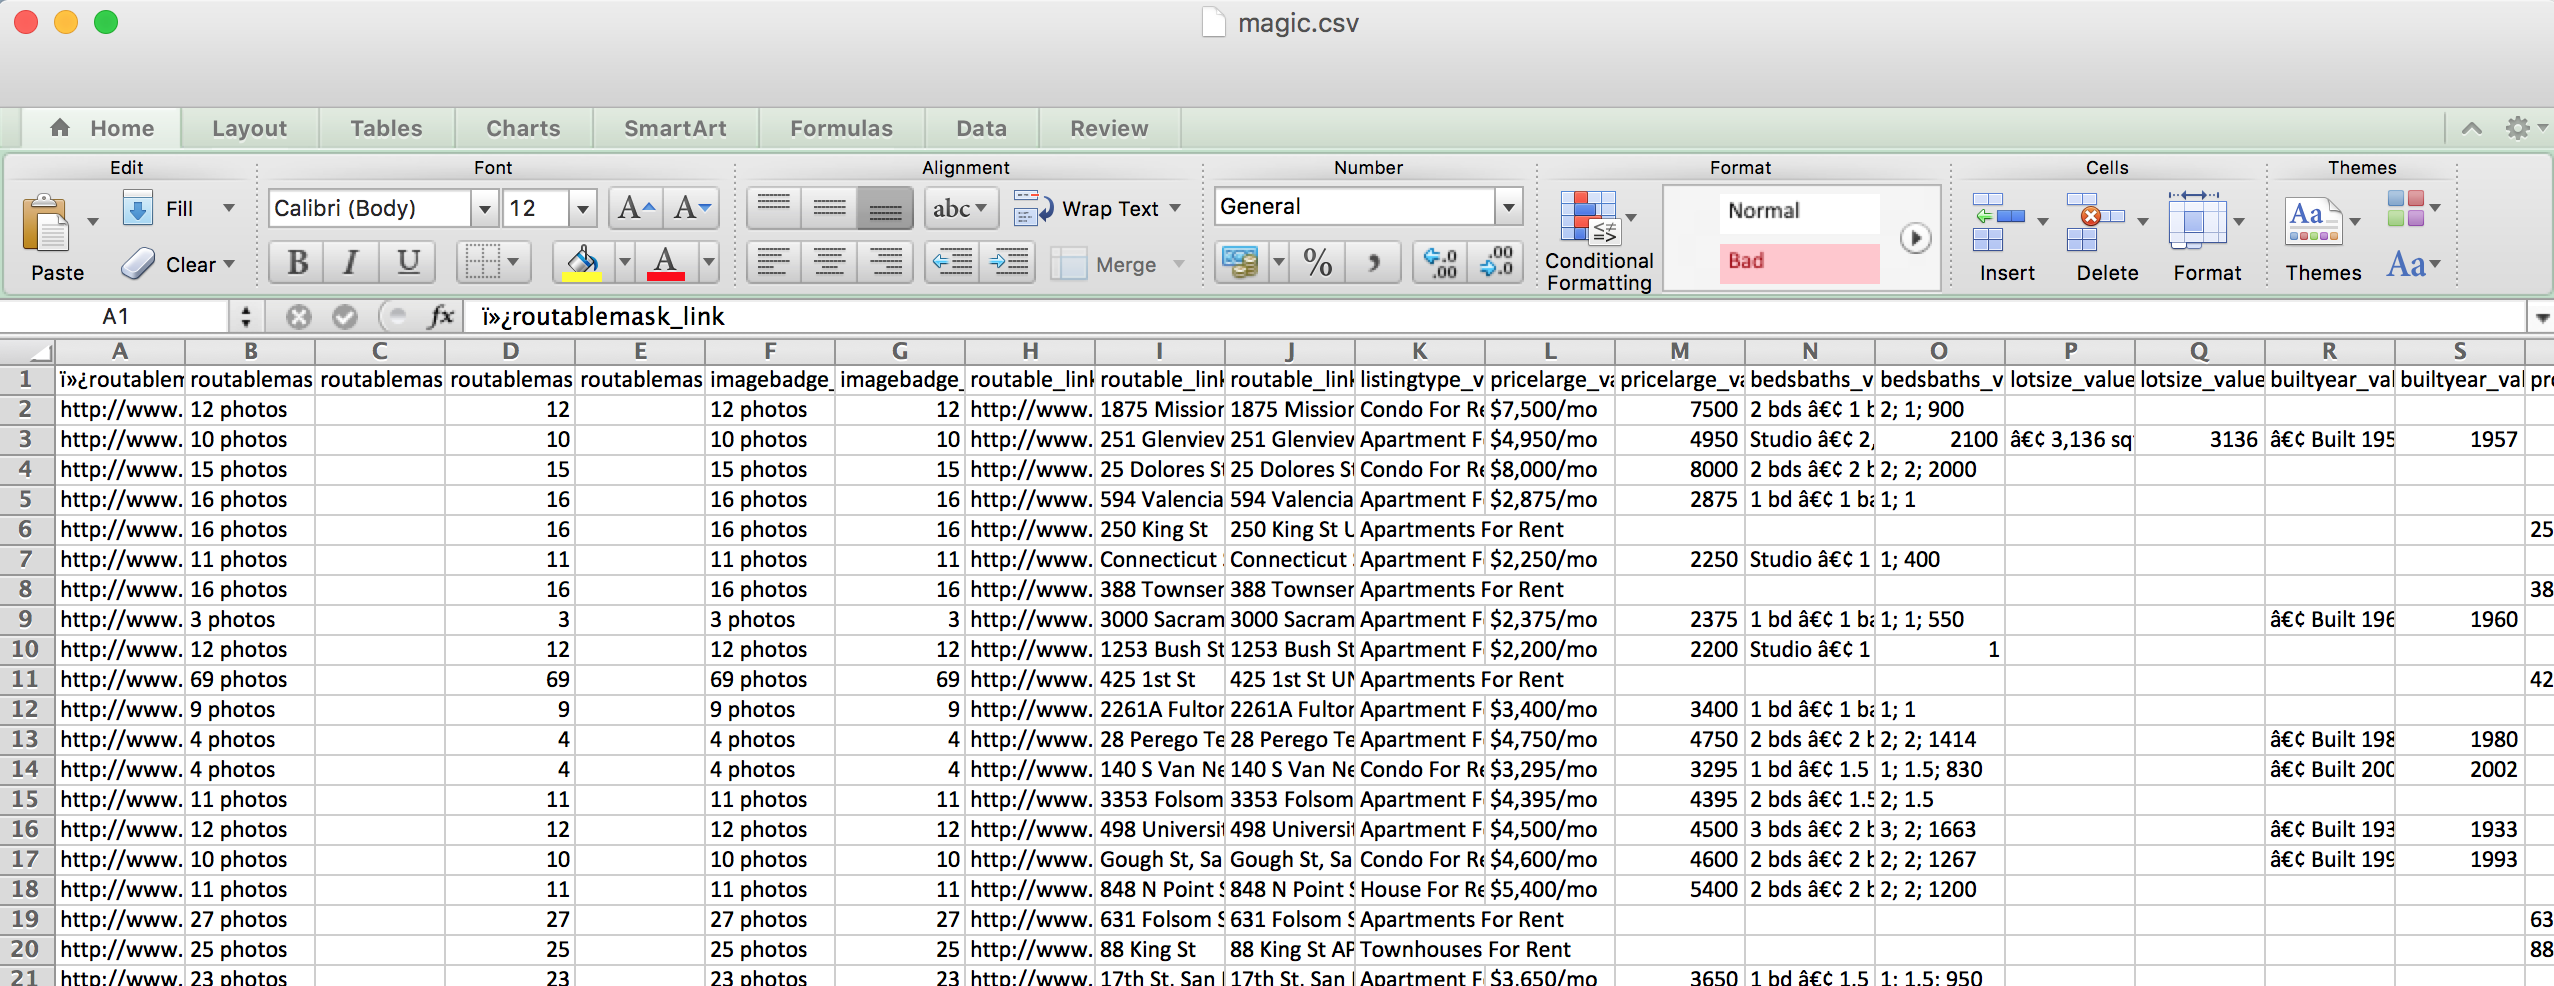 magic.csv
Home Layout Tables Charts SmartArt Formulas Data Review
Edit Font Alignment Number Format Cells Themes
Paste Fill Clear Calibri (Body) 12 A A abc Wrap Text General Conditional Formatting Normal Insert Delete Format Aa Themes
B I U A Merge % , .0 .00 .00 .0 Bad Aa
A1 fx ï»¿routablemask_link
A B C D E F G H I J K L M N O P Q R S
1 ï»¿routablem routablemas routablemas routablemas routablemas imagebadge_ imagebadge_ routable_link routable_link routable_link listingtype_v pricelarge_va pricelarge_va bedsbaths_v bedsbaths_v lotsize_value lotsize_value builtyear_val builtyear_val pro
2 http://www. 12 photos 12 12 photos 12 http://www. 1875 Mission 1875 Mission Condo For Re $7,500/mo 7500 2 bds â€¢ 1 b 2; 1; 900
3 http://www. 10 photos 10 10 photos 10 http://www. 251 Glenview 251 Glenview Apartment F $4,950/mo 4950 Studio â€¢ 2, 2100 â€¢ 3,136 sq 3136 â€¢ Built 195 1957
4 http://www. 15 photos 15 15 photos 15 http://www. 25 Dolores St 25 Dolores St Condo For Re $8,000/mo 8000 2 bds â€¢ 2 b 2; 2; 2000
5 http://www. 16 photos 16 16 photos 16 http://www. 594 Valencia 594 Valencia Apartment F $2,875/mo 2875 1 bd â€¢ 1 ba 1; 1
6 http://www. 16 photos 16 16 photos 16 http://www. 250 King St 250 King St U Apartments For Rent 25
7 http://www. 11 photos 11 11 photos 11 http://www. Connecticut Connecticut Apartment F $2,250/mo 2250 Studio â€¢ 1 1; 400
8 http://www. 16 photos 16 16 photos 16 http://www. 388 Townsen 388 Townsen Apartments For Rent 38
9 http://www. 3 photos 3 3 photos 3 http://www. 3000 Sacram 3000 Sacram Apartment F $2,375/mo 2375 1 bd â€¢ 1 ba 1; 1; 550 â€¢ Built 196 1960
10 http://www. 12 photos 12 12 photos 12 http://www. 1253 Bush St 1253 Bush St Apartment F $2,200/mo 2200 Studio â€¢ 1 1
11 http://www. 69 photos 69 69 photos 69 http://www. 425 1st St 425 1st St UN Apartments For Rent 42
12 http://www. 9 photos 9 9 photos 9 http://www. 2261A Fulton 2261A Fulton Apartment F $3,400/mo 3400 1 bd â€¢ 1 ba 1; 1
13 http://www. 4 photos 4 4 photos 4 http://www. 28 Perego Te 28 Perego Te Apartment F $4,750/mo 4750 2 bds â€¢ 2 b 2; 2; 1414 â€¢ Built 198 1980
14 http://www. 4 photos 4 4 photos 4 http://www. 140 S Van Ne 140 S Van Ne Condo For Re $3,295/mo 3295 1 bd â€¢ 1.5 1; 1.5; 830 â€¢ Built 200 2002
15 http://www. 11 photos 11 11 photos 11 http://www. 3353 Folsom 3353 Folsom Apartment F $4,395/mo 4395 2 bds â€¢ 1.5 2; 1.5
16 http://www. 12 photos 12 12 photos 12 http://www. 498 Universit 498 Universit Apartment F $4,500/mo 4500 3 bds â€¢ 2 b 3; 2; 1663 â€¢ Built 193 1933
17 http://www. 10 photos 10 10 photos 10 http://www. Gough St, Sa Gough St, Sa Condo For Re $4,600/mo 4600 2 bds â€¢ 2 b 2; 2; 1267 â€¢ Built 199 1993
18 http://www. 11 photos 11 11 photos 11 http://www. 848 N Point S 848 N Point S House For Re $5,400/mo 5400 2 bds â€¢ 2 b 2; 2; 1200
19 http://www. 27 photos 27 27 photos 27 http://www. 631 Folsom S 631 Folsom S Apartments For Rent 63
20 http://www. 25 photos 25 25 photos 25 http://www. 88 King St 88 King St AP Townhouses For Rent 88
21 http://www. 23 photos 23 23 photos 23 http://www. 17th St, San 17th St, San Apartment F $3,650/mo 3650 1 bd â€¢ 1.5 1; 1.5; 950